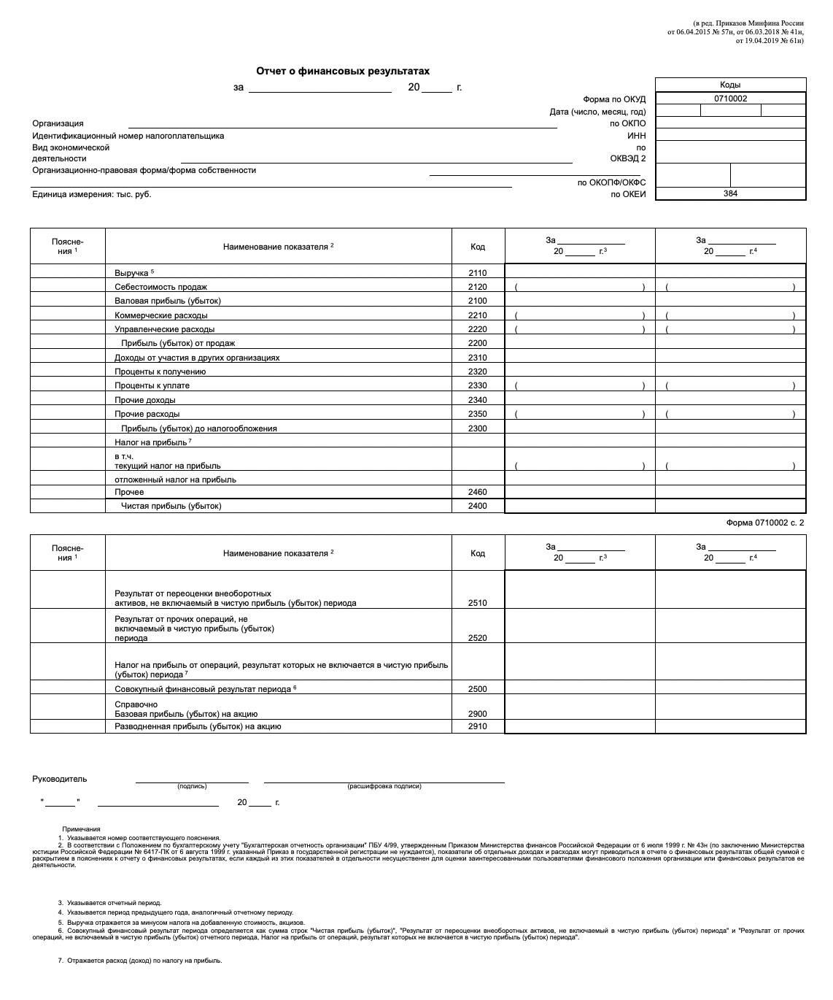 (в ред. Приказов Минфина России
от 06.04.2015 № 57н, от 06.03.2018 № 41н,
от 19.04.2019 № 61н)
Отчет о финансовых результатах
за 20 г.
Коды
Форма по ОКУД 0710002
Дата (число, месяц, год)
Организация по ОКПО
Идентификационный номер налогоплательщика ИНН
Вид экономической по
деятельности ОКВЭД 2
Организационно-правовая форма/форма собственности
по ОКОПФ/ОКФС
Единица измерения: тыс. руб. по ОКЕИ 384
Поясне- За За
ния 1 Наименование показателя 2 Код 20 г.3 20 г.4
Выручка 5 2110
Себестоимость продаж 2120 ( ) ( )
Валовая прибыль (убыток) 2100
Коммерческие расходы 2210 ( ) ( )
Управленческие расходы 2220 ( ) ( )
Прибыль (убыток) от продаж 2200
Доходы от участия в других организациях 2310
Проценты к получению 2320
Проценты к уплате 2330 ( ) ( )
Прочие доходы 2340
Прочие расходы 2350 ( ) ( )
Прибыль (убыток) до налогообложения 2300
Налог на прибыль 7
в т.ч.
текущий налог на прибыль ( ) ( )
отложенный налог на прибыль
Прочее 2460
Чистая прибыль (убыток) 2400
Форма 0710002 с. 2
Поясне- За За
ния 1 Наименование показателя 2 Код 20 г.3 20 г.4
Результат от переоценки внеоборотных
активов, не включаемый в чистую прибыль (убыток) периода 2510
Результат от прочих операций, не
включаемый в чистую прибыль (убыток)
периода 2520
Налог на прибыль от операций, результат которых не включается в чистую прибыль
(убыток) периода 7
Совокупный финансовый результат периода 6 2500
Справочно
Базовая прибыль (убыток) на акцию 2900
Разводненная прибыль (убыток) на акцию 2910
Руководитель
(подпись) (расшифровка подписи)
" " 20 г.
Примечания
1. Указывается номер соответствующего пояснения.
2. В соответствии с Положением по бухгалтерскому учету "Бухгалтерская отчетность организации" ПБУ 4/99, утвержденным Приказом Министерства финансов Российской Федерации от 6 июля 1999 г. № 43н (по заключению Министерства
юстиции Российской Федерации № 6417-ПК от 6 августа 1999 г. указанный Приказ в государственной регистрации не нуждается), показатели об отдельных доходах и расходах могут приводиться в отчете о финансовых результатах общей суммой с
раскрытием в пояснениях к отчету о финансовых результатах, если каждый из этих показателей в отдельности несущественен для оценки заинтересованными пользователями финансового положения организации или финансовых результатов ее
деятельности.
3. Указывается отчетный период.
4. Указывается период предыдущего года, аналогичный отчетному периоду.
5. Выручка отражается за минусом налога на добавленную стоимость, акцизов.
6. Совокупный финансовый результат периода определяется как сумма строк "Чистая прибыль (убыток)", "Результат от переоценки внеоборотных активов, не включаемый в чистую прибыль (убыток) периода" и "Результат от прочих
операций, не включаемый в чистую прибыль (убыток) отчетного периода, Налог на прибыль от операций, результат которых не включается в чистую прибыль (убыток) периода".
7. Отражается расход (доход) по налогу на прибыль.